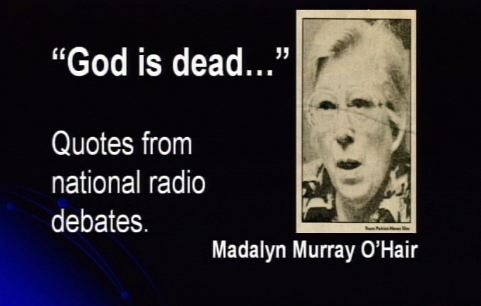 “God is dead…”
Quotes from
national radio
debates.
Madalyn Murray O’Hair